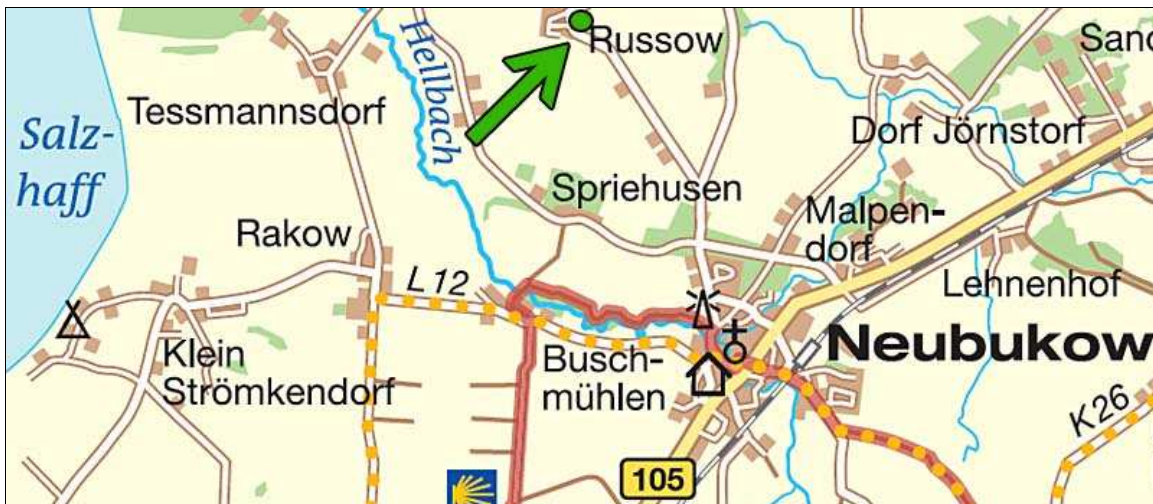 Russow
Hellbach
Sand
Tessmannsdorf
Salz-
haff
Dorf Jörnstorf
Spriehusen
Malpen-
dorf
Rakow
L 12
Lehnenhof
Klein
Strömkendorf
Busch-
mühlen
Neubukow
K 26
105